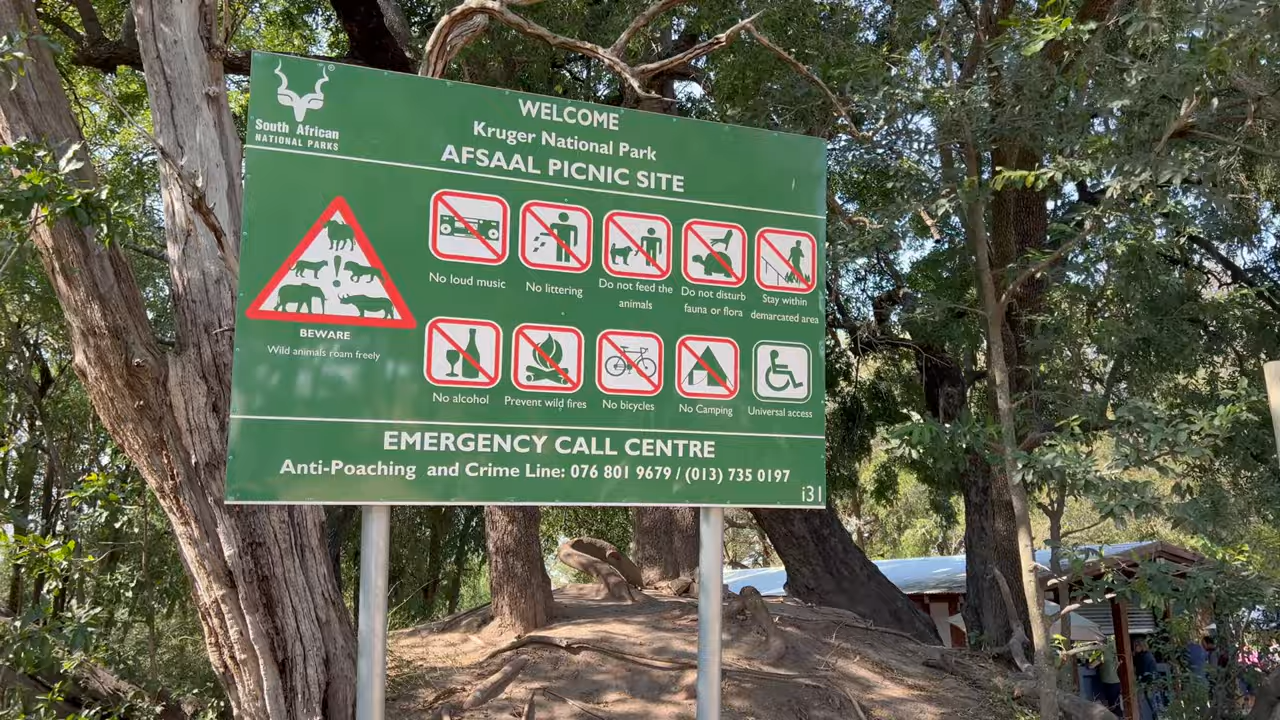 South African
NATIONAL PARKS
WELCOME
Kruger National Park
AFSAAL PICNIC SITE
BEWARE
Wild animals roam freely
No loud music
No littering
Do not feed the
animals
Do not disturb
fauna or flora
Stay within
demarcated area
No alcohol
Prevent wild fires
No bicycles
No Camping
Universal access
EMERGENCY CALL CENTRE
Anti-Poaching and Crime Line: 076 801 9679 / (013) 735 0197
i31